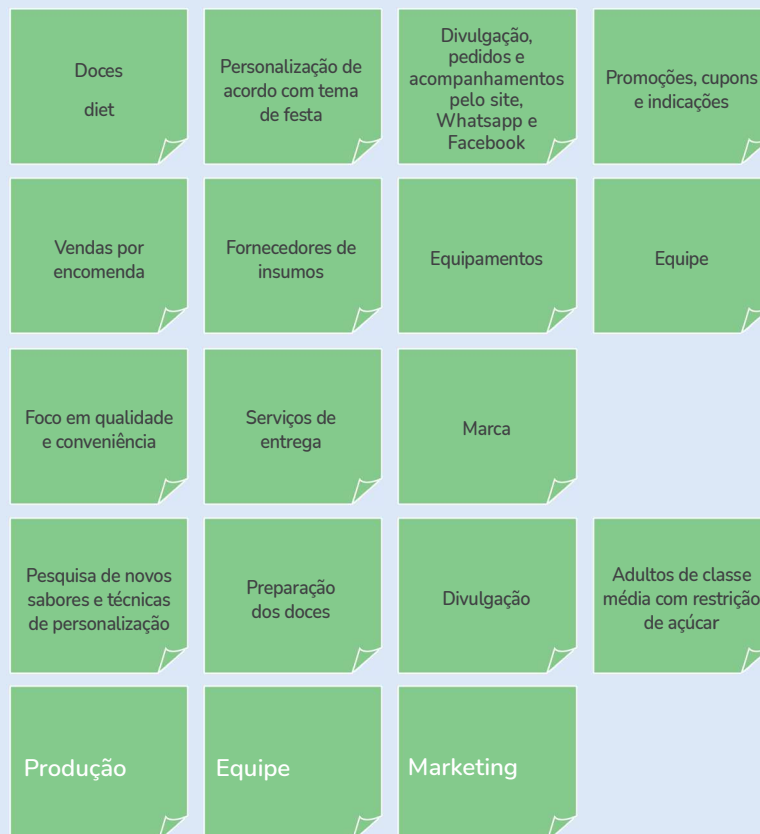 Doces
diet
Personalização de
acordo com tema
de festa
Divulgação,
pedidos e
acompanhamentos
pelo site,
Whatsapp e
Facebook
Promoções, cupons
e indicações
Vendas por
encomenda
Fornecedores de
insumos
Equipamentos
Equipe
Foco em qualidade
e conveniência
Serviços de
entrega
Marca
Pesquisa de novos
sabores e técnicas
de personalização
Preparação
dos doces
Divulgação
Adultos de classe
média com restrição
de açúcar
Produção
Equipe
Marketing